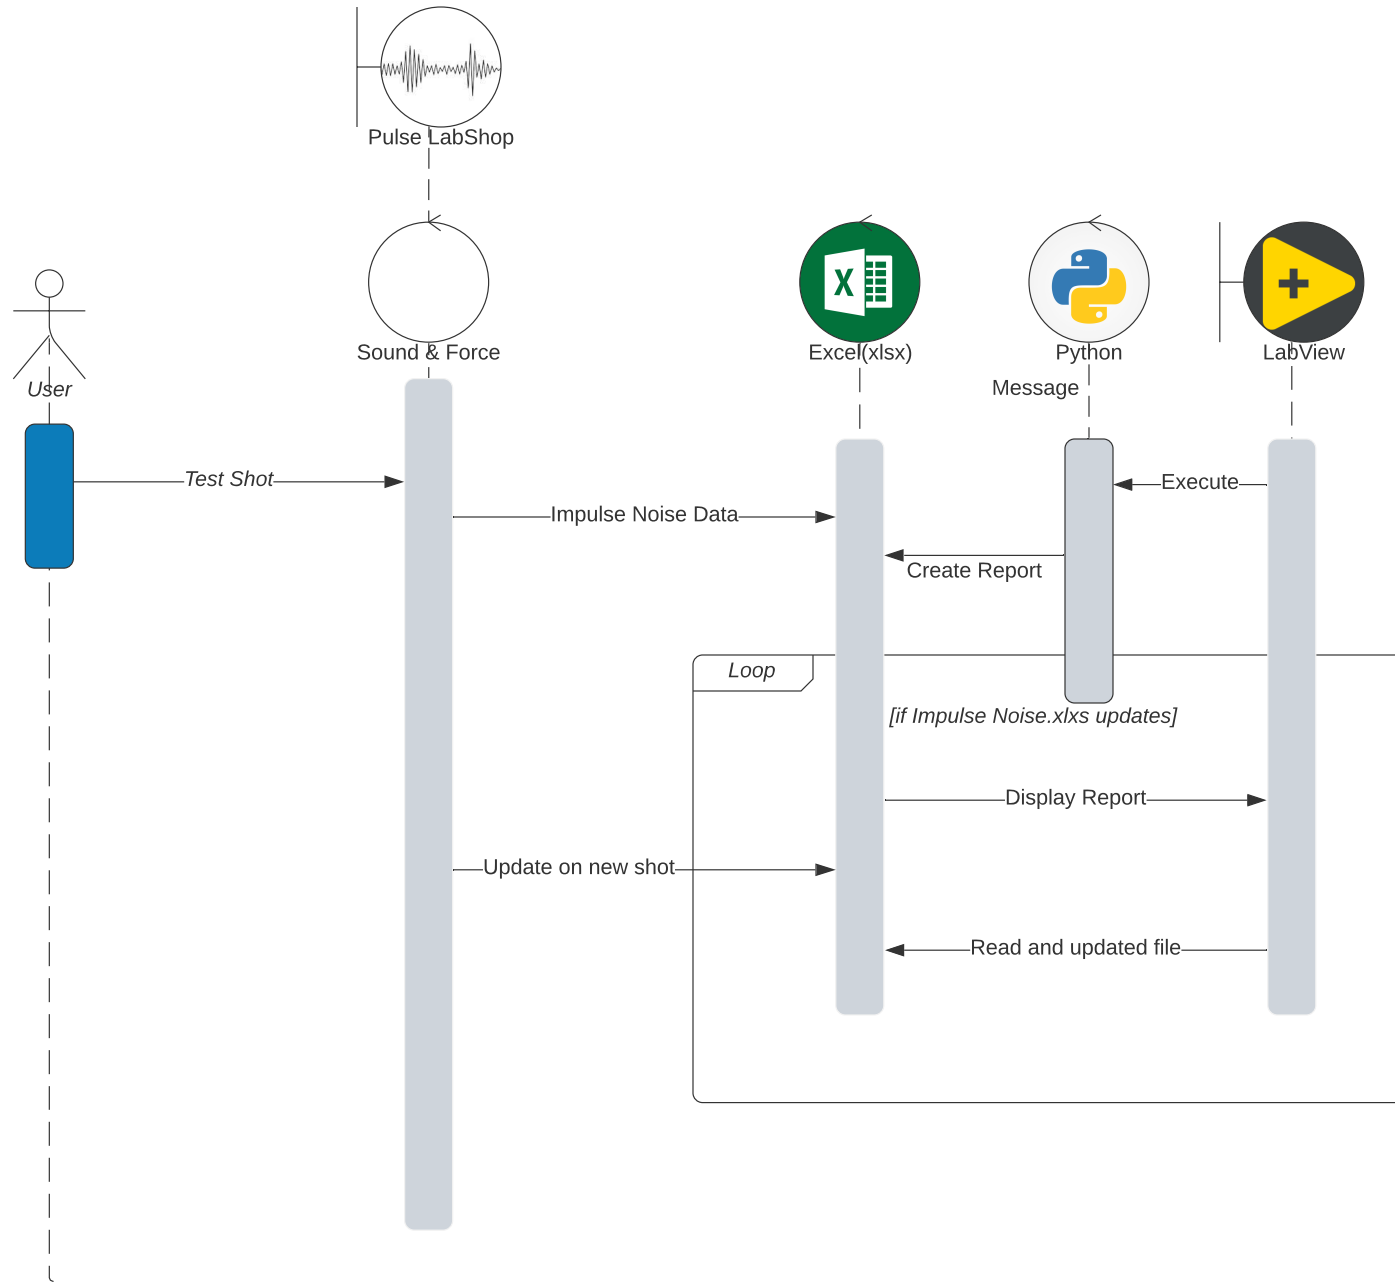 Pulse LabShop
Sound & Force
Excel(xlsx)
Python
LabView
User
Message
Test Shot
Execute
Impulse Noise Data
Create Report
Loop
[if Impulse Noise.xlxs updates]
Display Report
Update on new shot
Read and updated file